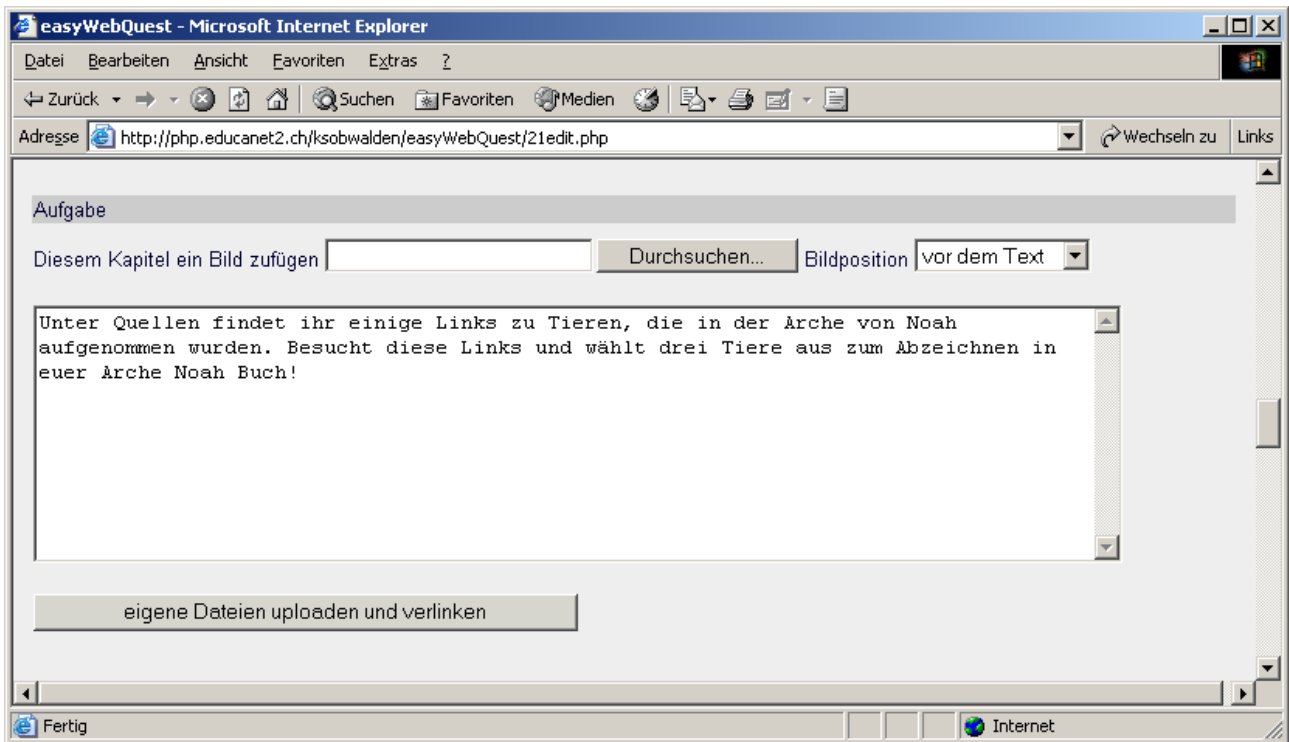 easyWebQuest - Microsoft Internet Explorer
Datei Bearbeiten Ansicht Favoriten Extras ?
Zurück Suchen Favoriten Medien
Adresse http://php.educanet2.ch/ksobwalden/easyWebQuest/21edit.php Wechseln zu Links
Aufgabe
Diesem Kapitel ein Bild zufügen Durchsuchen... Bildposition vor dem Text
Unter Quellen findet ihr einige Links zu Tieren, die in der Arche von Noah
aufgenommen wurden. Besucht diese Links und wählt drei Tiere aus zum Abzeichnen in
euer Arche Noah Buch!
eigene Dateien uploaden und verlinken
Fertig Internet